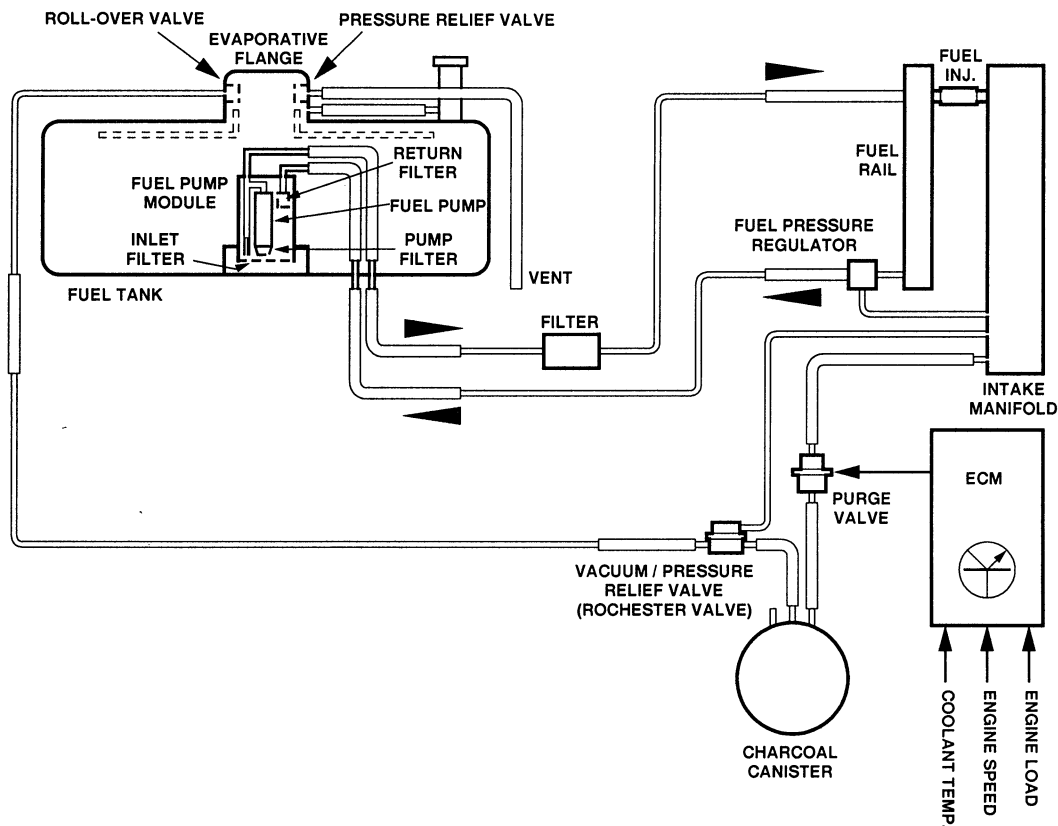 ROLL-OVER VALVE
PRESSURE RELIEF VALVE
EVAPORATIVE
FLANGE
FUEL
INJ.
RETURN
FILTER
FUEL
RAIL
FUEL PUMP
MODULE
FUEL PUMP
FUEL PRESSURE
REGULATOR
INLET
FILTER
PUMP
FILTER
VENT
FUEL TANK
FILTER
INTAKE
MANIFOLD
ECM
PURGE
VALVE
VACUUM / PRESSURE
RELIEF VALVE
(ROCHESTER VALVE)
CHARCOAL
CANISTER
COOLANT TEMP.
ENGINE SPEED
ENGINE LOAD